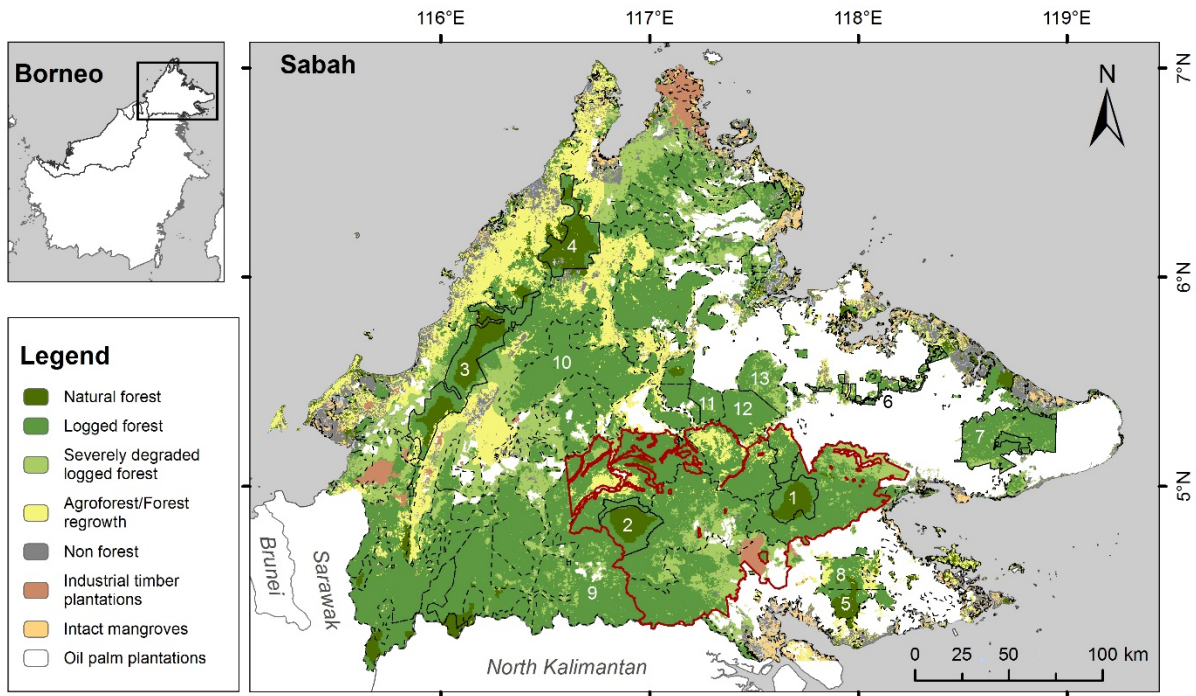 116°E
117°E
118°E
119°E
Borneo
Sabah
N
7°N
6°N
5°N
Legend
Natural forest
Logged forest
Severely degraded
logged forest
Agroforest/Forest
regrowth
Non forest
Industrial timber
plantations
Intact mangroves
Oil palm plantations
4
3
10
13
11
12
6
7
1
2
8
5
9
Brunei
Sarawak
North Kalimantan
0 25 50 100 km